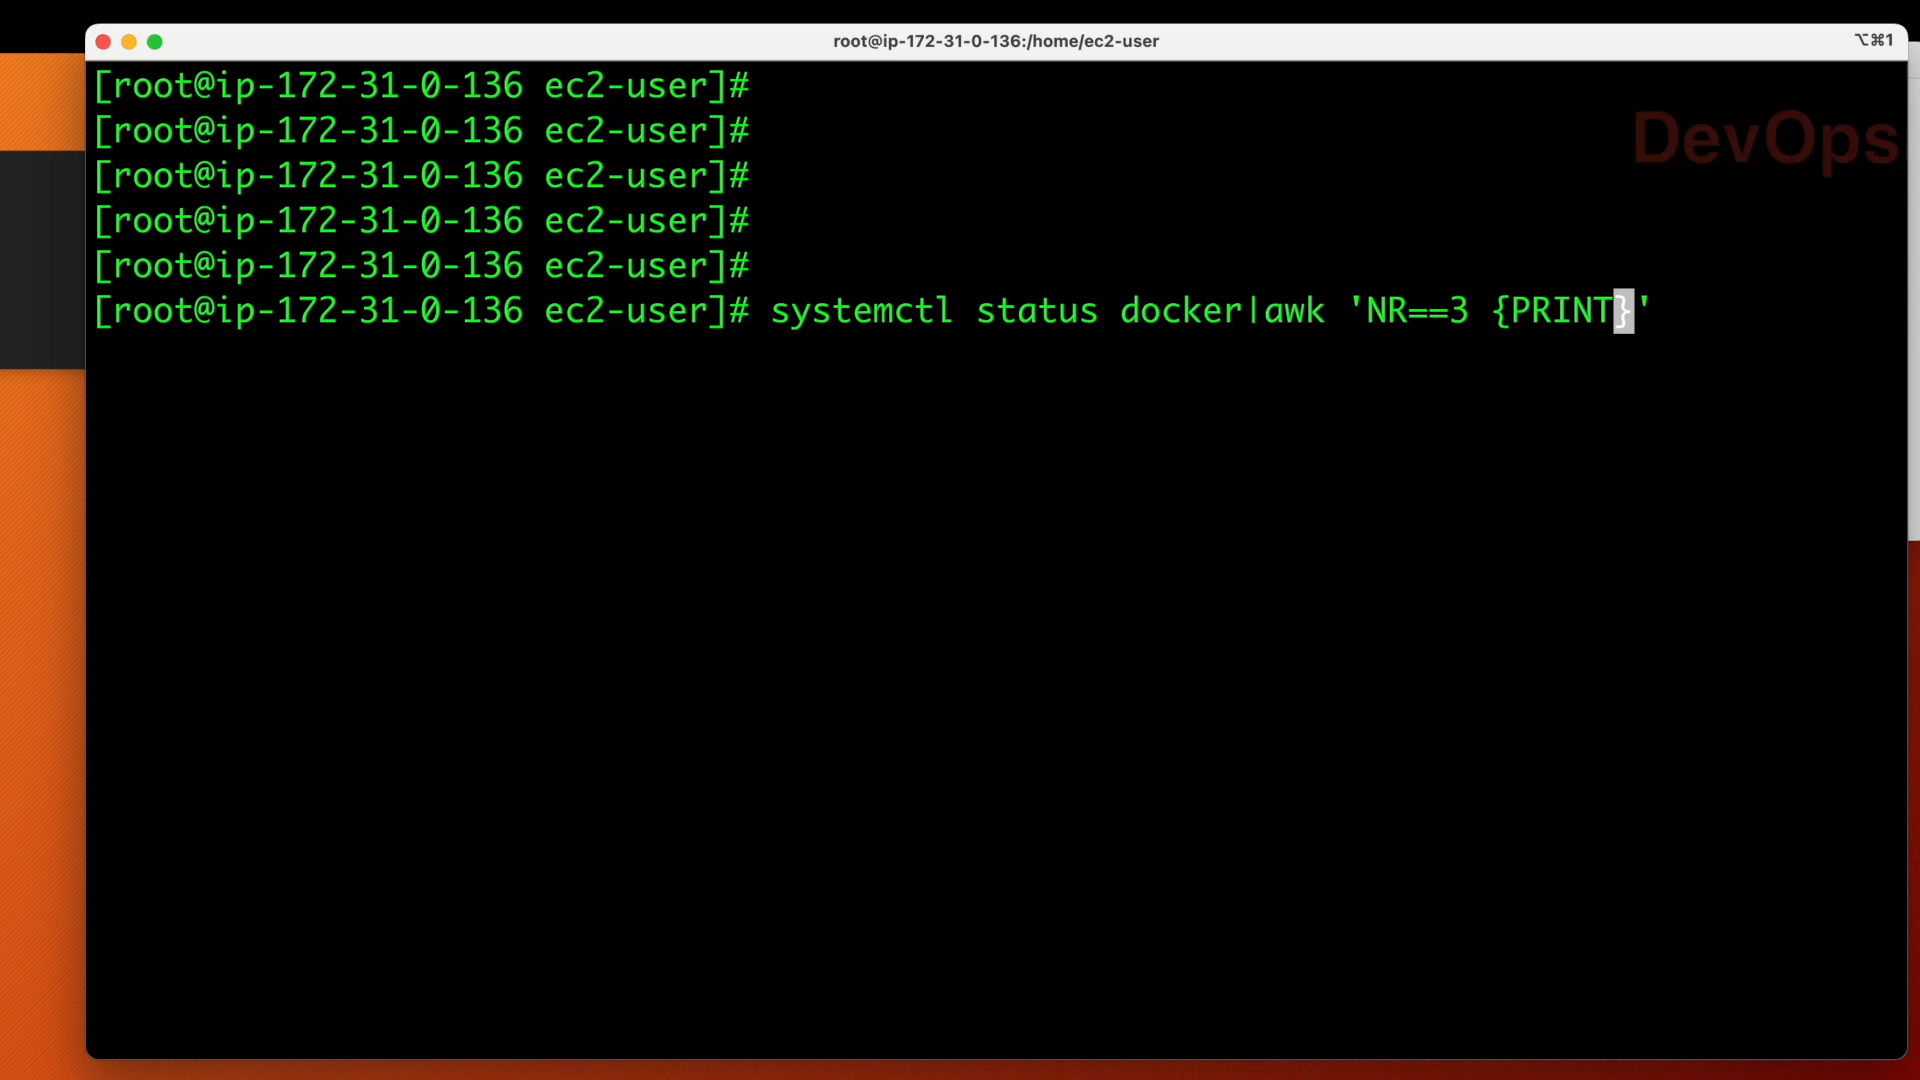 root@ip-172-31-0-136:/home/ec2-user
⌥⌘1
[root@ip-172-31-0-136 ec2-user]#
[root@ip-172-31-0-136 ec2-user]#
[root@ip-172-31-0-136 ec2-user]#
[root@ip-172-31-0-136 ec2-user]#
[root@ip-172-31-0-136 ec2-user]#
[root@ip-172-31-0-136 ec2-user]# systemctl status docker|awk 'NR==3 {PRINT}'
DevOps